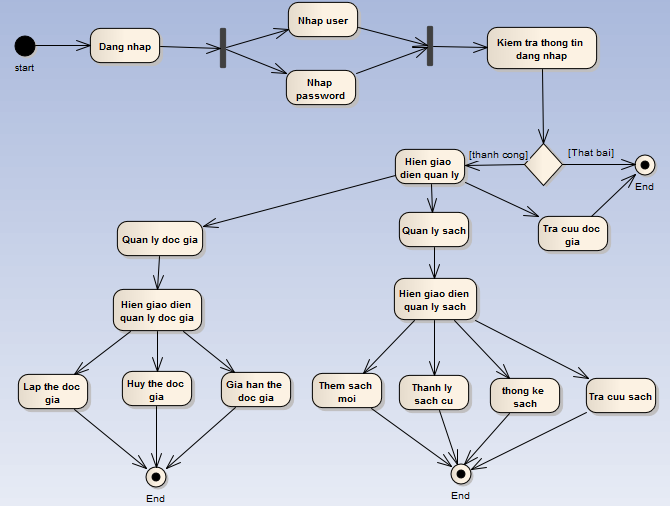 start
Dang nhap
Nhap user
Nhap
password
Kiem tra thong tin
dang nhap
[thanh cong]
[That bai]
End
Hien giao
dien quan ly
Quan ly doc gia
Quan ly sach
Tra cuu doc
gia
Hien giao dien
quan ly doc gia
Hien giao dien
quan ly sach
Lap the doc
gia
Huy the doc
gia
Gia han the
doc gia
Them sach
moi
Thanh ly
sach cu
thong ke
sach
Tra cuu sach
End
End